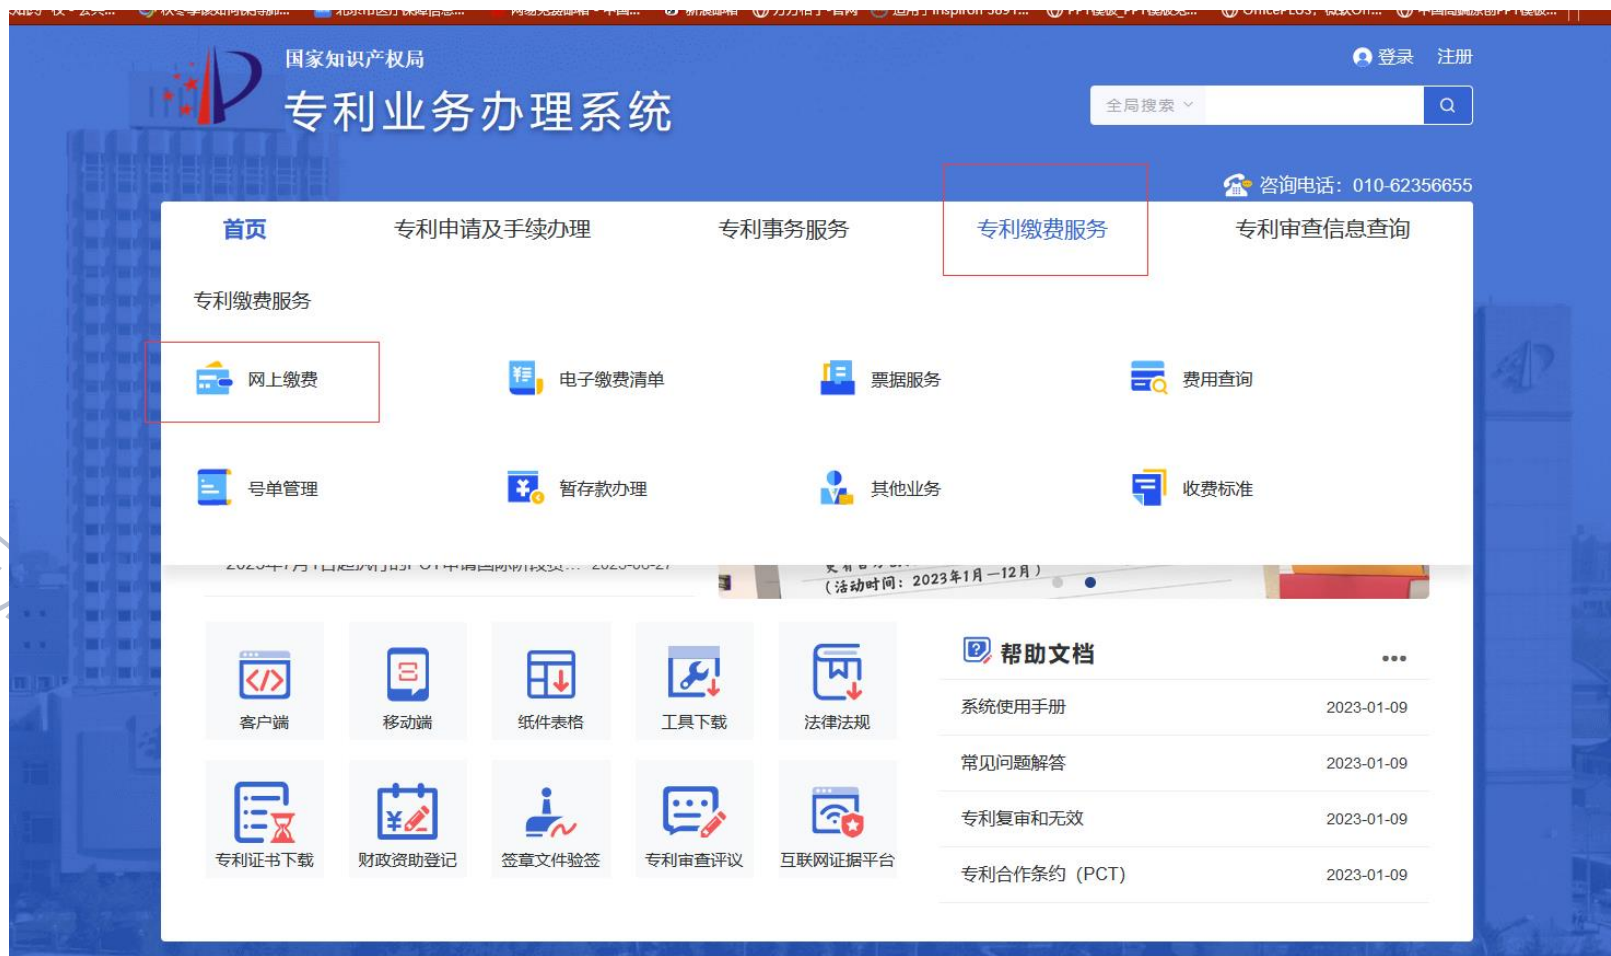 国家知识产权局
专利业务办理系统
登录 注册
全局搜索
咨询电话：010-62356655
首页 专利申请及手续办理 专利事务服务 专利缴费服务 专利审查信息查询
专利缴费服务
网上缴费 电子缴费清单 票据服务 费用查询
号单管理 暂存款办理 其他业务 收费标准
(活动时间：2023年1月—12月)
帮助文档
客户端 移动端 纸件表格 工具下载 法律法规
系统使用手册 2023-01-09
常见问题解答 2023-01-09
专利复审和无效 2023-01-09
专利证书下载 财政资助登记 签章文件验签 专利审查评议 互联网证据平台
专利合作条约（PCT） 2023-01-09